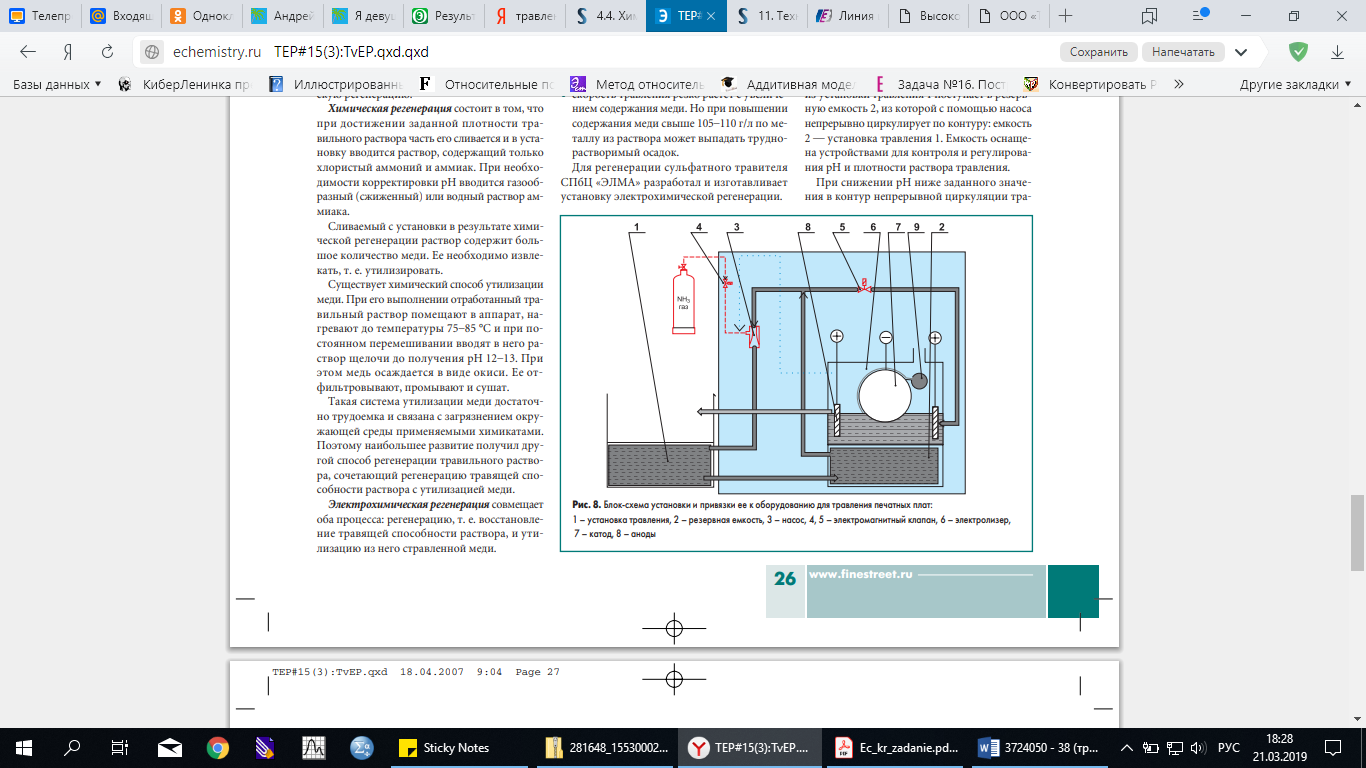 Телепр
Входящ
Однокл
Андрей
Я девуш
Результ
травлен
4.4. Хим
TEP#
11. Техн
Линия
Высоко
ООО «Э
echemistry.ru TEP#15(3):TvEP.qxd.qxd
Сохранить
Напечатать
Базы данных
КиберЛенинка пр
Иллюстрированны
Относительные по
Метод относитель
Аддитивная моде
Задача №16. Пост
Конвертировать Р
Другие закладки
скую регенерацию.
Химическая регенерация состоит в том, что
при достижении заданной плотности тра-
вильного раствора часть его сливается и в уста-
новку вводится раствор, содержащий только
хлористый аммоний и аммиак. При необхо-
димости корректировки pH вводится газооб-
разный (сжиженный) или водный раствор ам-
миака.
Сливаемый с установки в результате хими-
ческой регенерации раствор содержит боль-
шое количество меди. Ее необходимо извле-
кать, т. е. утилизировать.
Существует химический способ утилизации
меди. При его выполнении отработанный тра-
вильный раствор помещают в аппарат, на-
гревают до температуры 75–85 °C и при по-
стоянном перемешивании вводят в него ра-
створ щелочи до получения pH 12–13. При
этом медь осаждается в виде окиси. Ее от-
фильтровывают, промывают и сушат.
Такая система утилизации меди достаточ-
но трудоемка и связана с загрязнением окру-
жающей среды применяемыми химикатами.
Поэтому наибольшее развитие получил дру-
гой способ регенерации травильного раство-
ра, сочетающий регенерацию травящей спо-
собности раствора с утилизацией меди.
Электрохимическая регенерация совмещает
оба процесса: регенерацию, т. е. восстановле-
ние травящей способности раствора, и ути-
лизацию из него стравленной меди.
скорость травления резко растет с увеличе-
нием содержания меди. Но при повышении
содержания меди свыше 105–110 г/л по ме-
таллу из раствора может выпадать трудно-
растворимый осадок.
Для регенерации сульфатного травителя
СПбЦ «ЭЛМА» разработал и изготавливает
установку электрохимической регенерации.
из установки травления 1 поступает в резерв-
ную емкость 2, из которой с помощью насоса
непрерывно циркулирует по контуру: емкость
2 — установка травления 1. Емкость оснаще-
на устройствами для контроля и регулирова-
ния pH и плотности раствора травления.
При снижении pH ниже заданного значе-
ния в контур непрерывной циркуляции тра-
1 4 3 8 5 6 7 9 2
NH3
газ
+ − +
Рис. 8. Блок-схема установки и привязки ее к оборудованию для травления печатных плат:
1 – установка травления, 2 – резервная емкость, 3 – насос, 4, 5 – электромагнитный клапан, 6 – электролизер,
7 – катод, 8 – аноды
26 www.finestreet.ru
TEP#15(3):TvEP.qxd 18.04.2007 9:04 Page 27
Sticky Notes
281648_15530002...
TEP#15(3):TvEP....
Ec_kr_zadanie.pd...
3724050 - 38 (тр...
РУС
18:28
21.03.2019